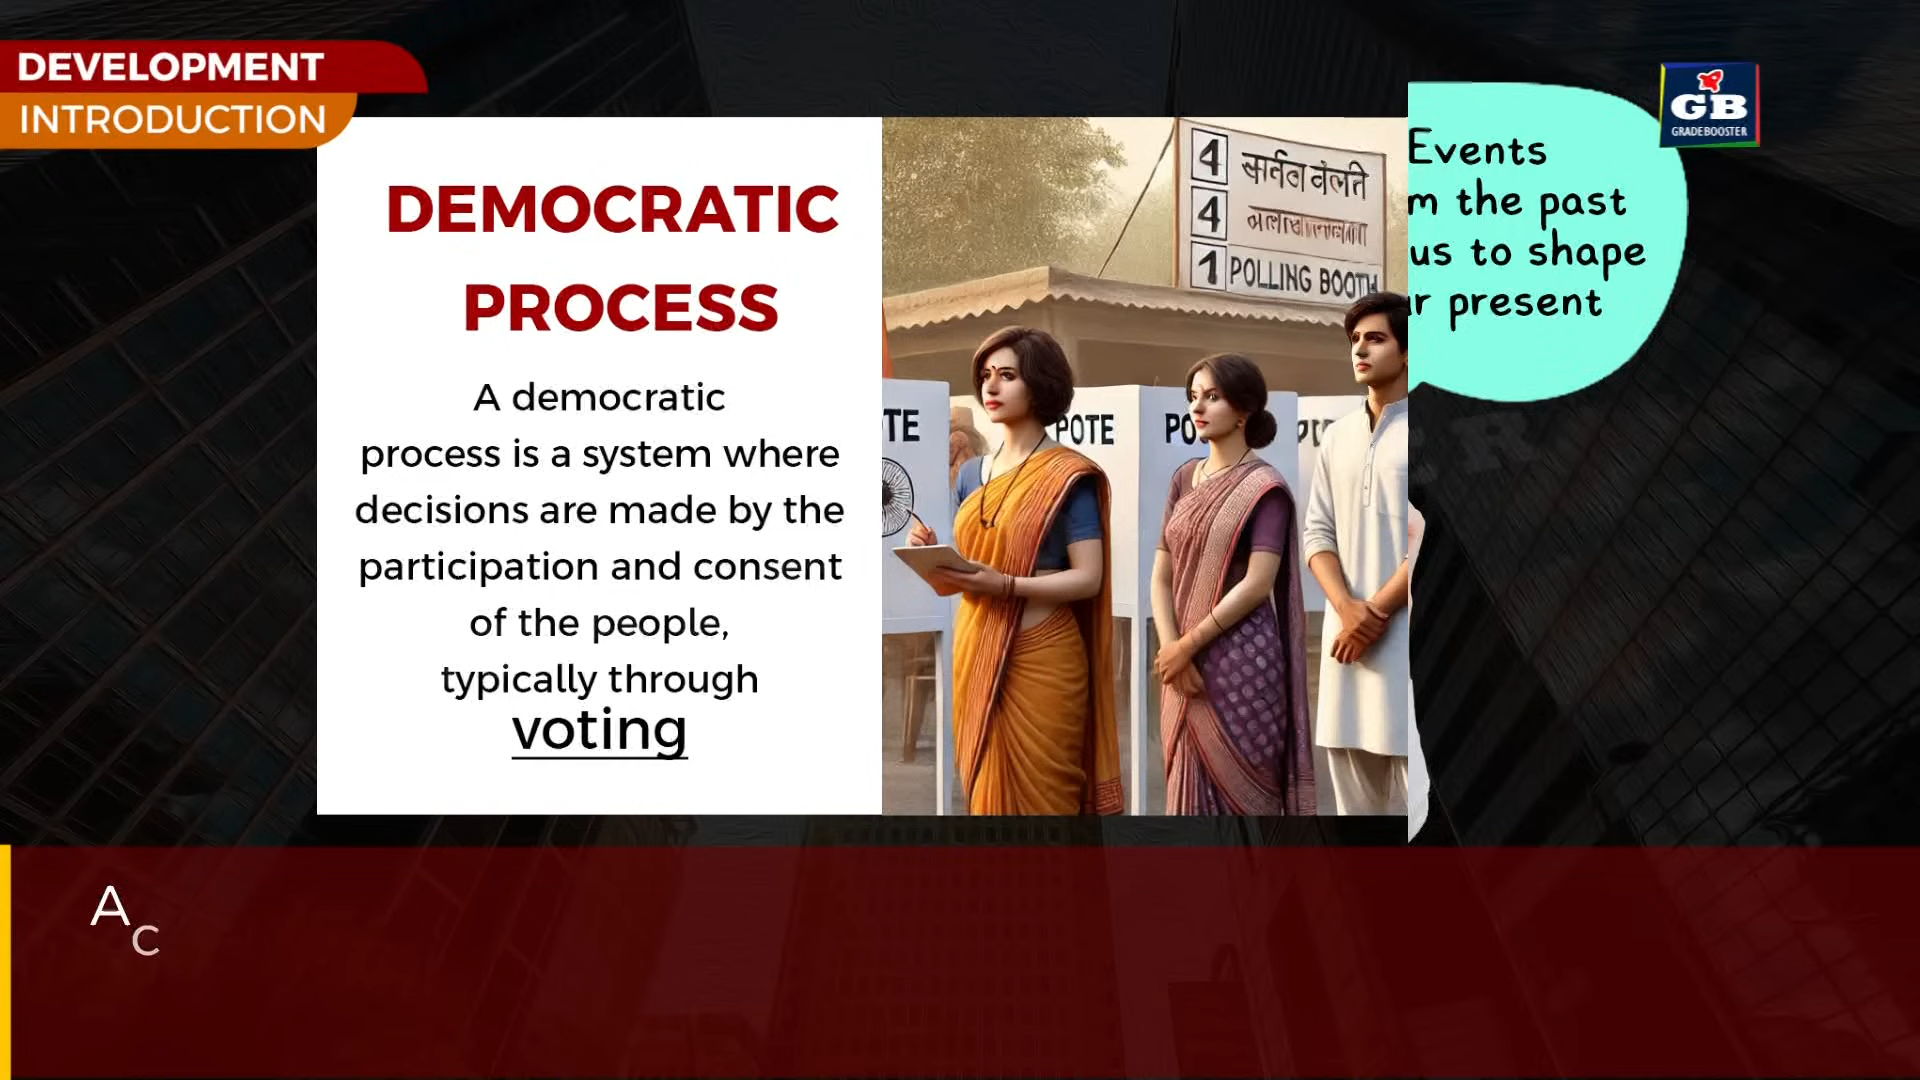 DEVELOPMENT
INTRODUCTION
DEMOCRATIC
PROCESS
A democratic
process is a system where
decisions are made by the
participation and consent
of the people,
typically through
voting
4
4
1 POLLING BOOTH
TE
POTE
PO
Events
m the past
us to shape
r present
GB
GRADEBOOSTER
A
C